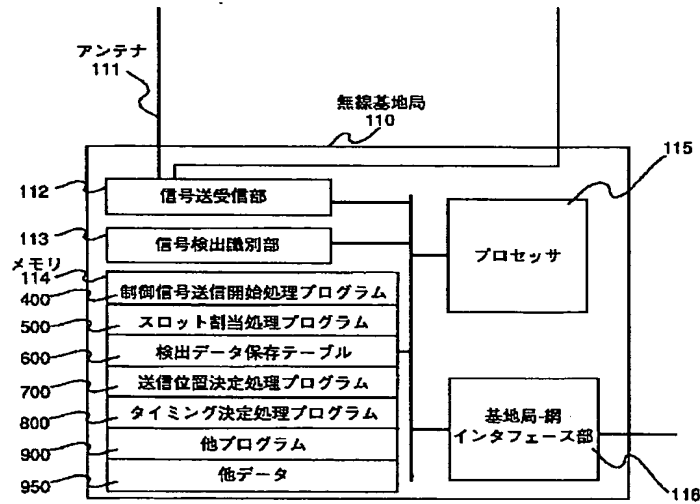 アンテナ
111
無線基地局
110
115
112
信号送受信部
113
信号検出識別部
プロセッサ
メモリ
114
400
制御信号送信開始処理プログラム
500
スロット割当処理プログラム
600
検出データ保存テーブル
700
送信位置決定処理プログラム
800
タイミング決定処理プログラム
900
他プログラム
950
他データ
基地局-網
インタフェース部
116